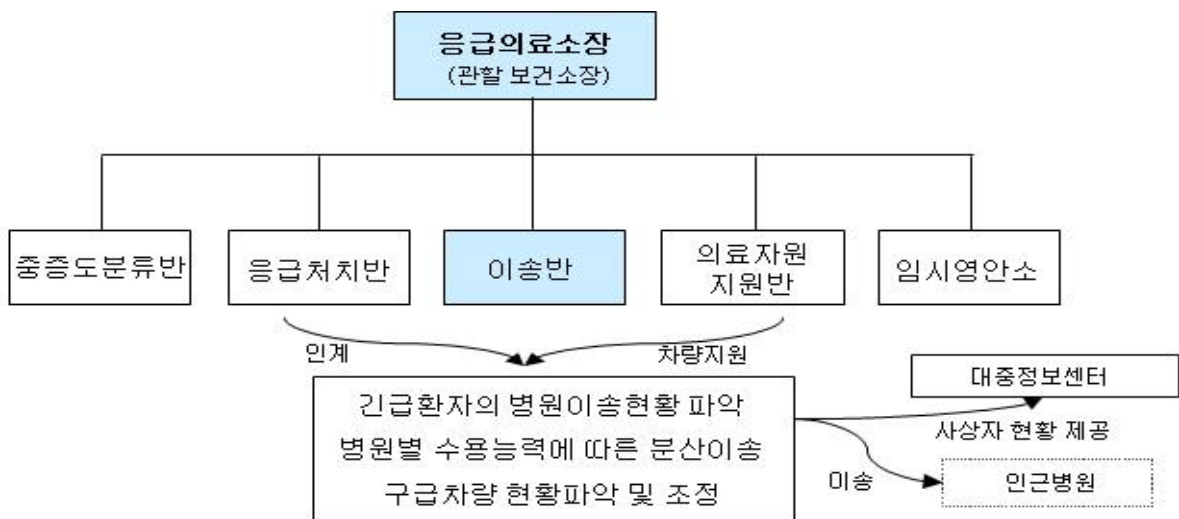 응급의료소장
(관할 보건소장)
중증도분류반
응급처치반
이송반
의료자원
지원반
임시영안소
인계
차량지원
긴급환자의 병원이송현황 파악
병원별 수용능력에 따른 분산이송
구급차량 현황파악 및 조정
대중정보센터
사상자 현황 제공
이송
인근병원